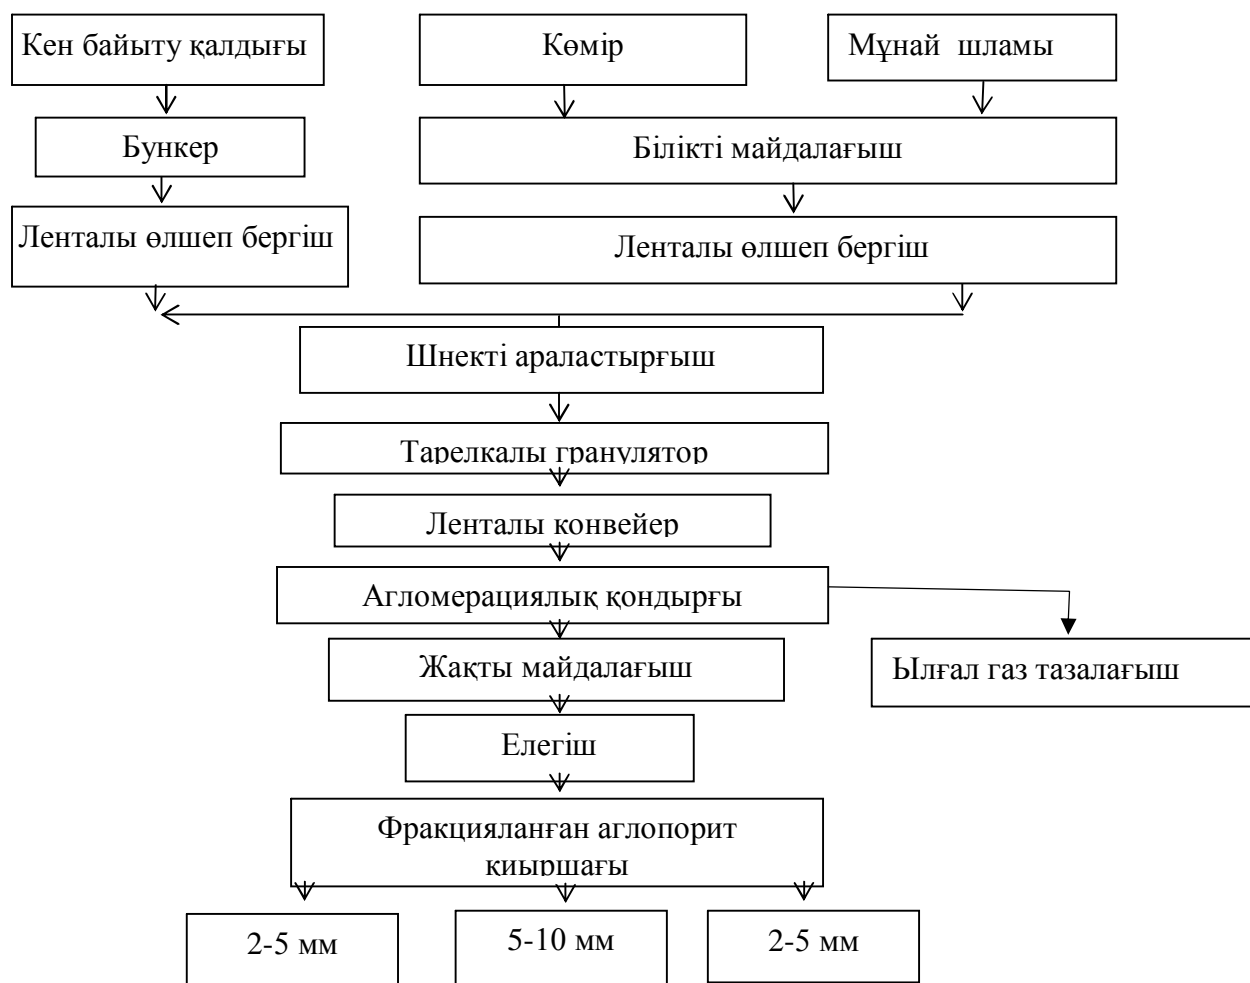 Кен байыту қалдығы
Көмір
Мұнай шламы
Бункер
Білікті майдалағыш
Ленталы өлшеп бергіш
Ленталы өлшеп бергіш
Шнекті араластырғыш
Тарелкалы гранулятор
Ленталы конвейер
Агломерациялық қондырғы
Жақты майдалағыш
Ылғал газ тазалағыш
Елегіш
Фракцияланған аглопорит
қиыршағы
2-5 мм
5-10 мм
2-5 мм